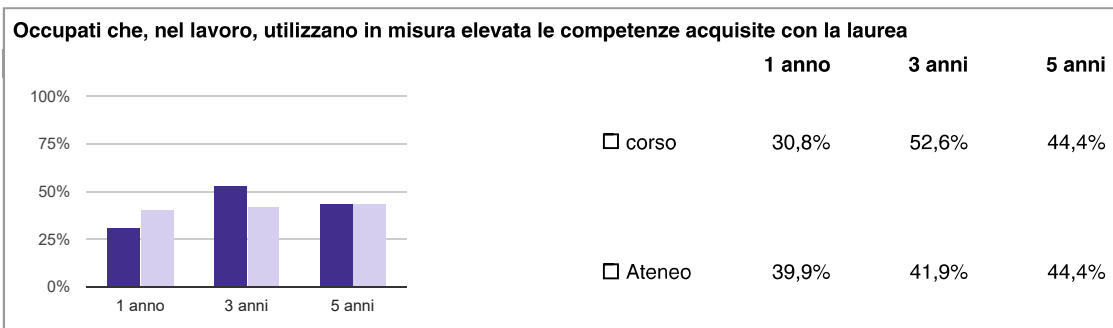 Occupati che, nel lavoro, utilizzano in misura elevata le competenze acquisite con la laurea
1 anno 3 anni 5 anni
100%
75%
50%
25%
0%
1 anno 3 anni 5 anni
corso 30,8% 52,6% 44,4%
Ateneo 39,9% 41,9% 44,4%